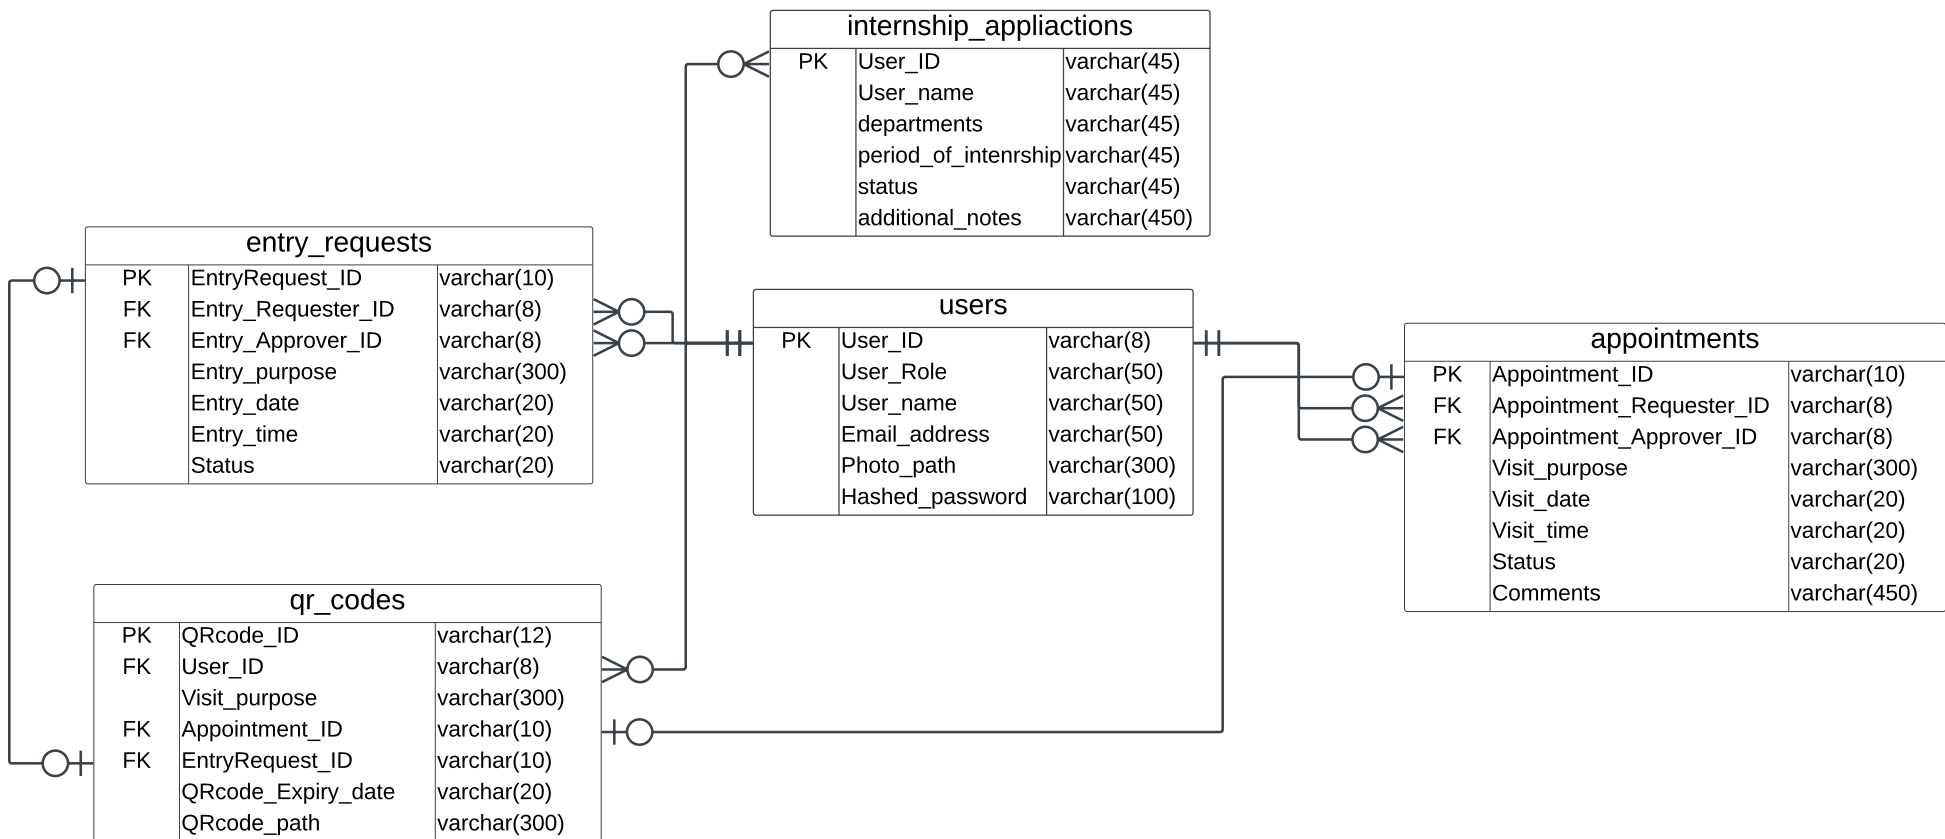 internship_appliactions
PK User_ID varchar(45)
User_name varchar(45)
departments varchar(45)
period_of_intenrship varchar(45)
status varchar(45)
additional_notes varchar(450)
entry_requests
PK EntryRequest_ID varchar(10)
FK Entry_Requester_ID varchar(8)
FK Entry_Approver_ID varchar(8)
Entry_purpose varchar(300)
Entry_date varchar(20)
Entry_time varchar(20)
Status varchar(20)
users
PK User_ID varchar(8)
User_Role varchar(50)
User_name varchar(50)
Email_address varchar(50)
Photo_path varchar(300)
Hashed_password varchar(100)
appointments
PK Appointment_ID varchar(10)
FK Appointment_Requester_ID varchar(8)
FK Appointment_Approver_ID varchar(8)
Visit_purpose varchar(300)
Visit_date varchar(20)
Visit_time varchar(20)
Status varchar(20)
Comments varchar(450)
qr_codes
PK QRcode_ID varchar(12)
FK User_ID varchar(8)
Visit_purpose varchar(300)
FK Appointment_ID varchar(10)
FK EntryRequest_ID varchar(10)
QRcode_Expiry_date varchar(20)
QRcode_path varchar(300)